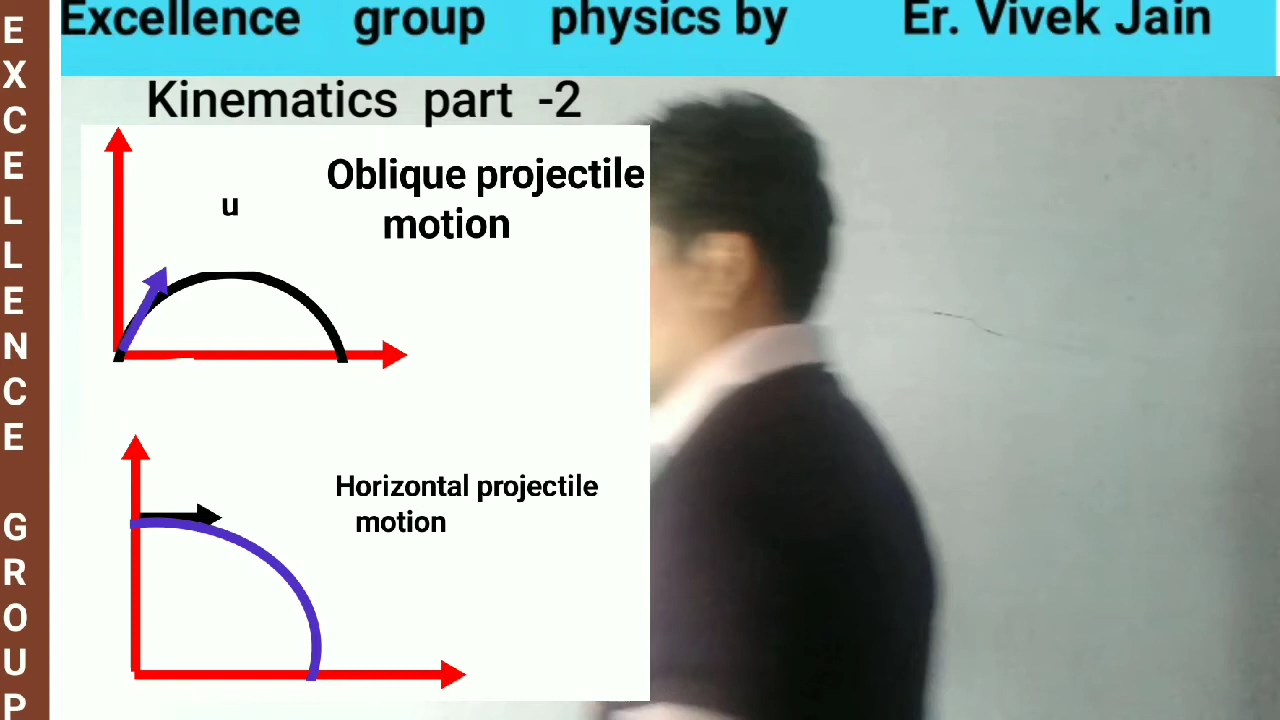 Excellence group physics by Er. Vivek Jain
Kinematics part -2
Oblique projectile
motion
u
Horizontal projectile
motion
EXCELLENCE GROUP